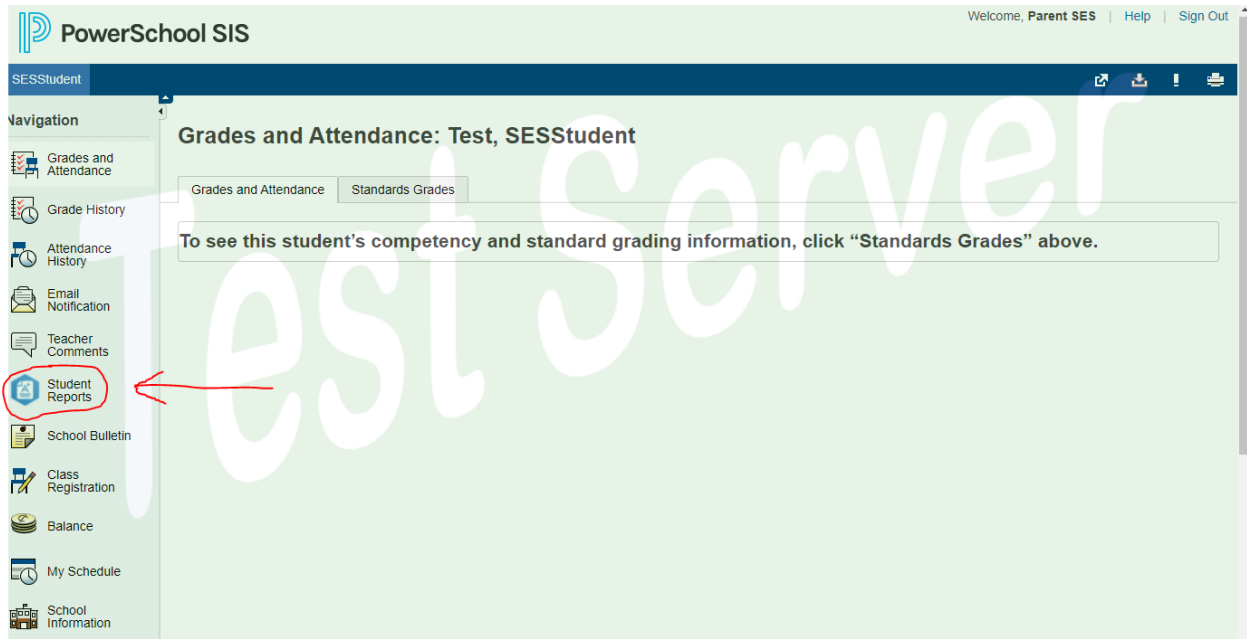 PowerSchool SIS
Welcome, Parent SES | Help | Sign Out
SESStudent
Navigation
Grades and
Attendance
Grade History
Attendance
History
Email
Notification
Teacher
Comments
Student
Reports
School Bulletin
Class
Registration
Balance
My Schedule
School
Information
Grades and Attendance: Test, SESStudent
Grades and Attendance
Standards Grades
To see this student’s competency and standard grading information, click “Standards Grades” above.
Test Server